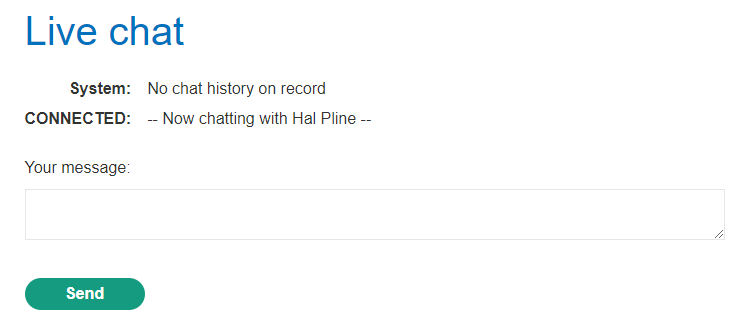 Live chat
System: No chat history on record
CONNECTED: -- Now chatting with Hal Pline --
Your message:
Send